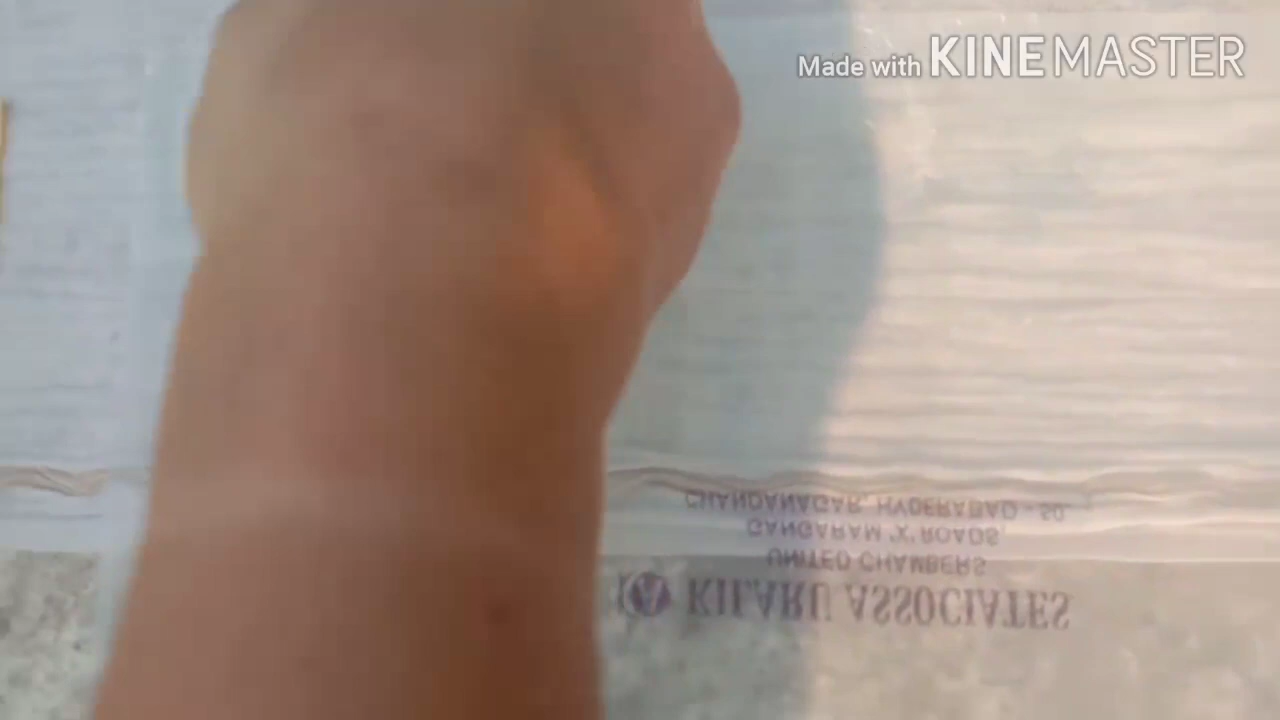 Made with KINEMASTER
KILARU ASSOCIATES
UNITED CHAMBERS
GANGARAM 'X' ROADS,
CHANDANAGAR, HYDERABAD - 50.